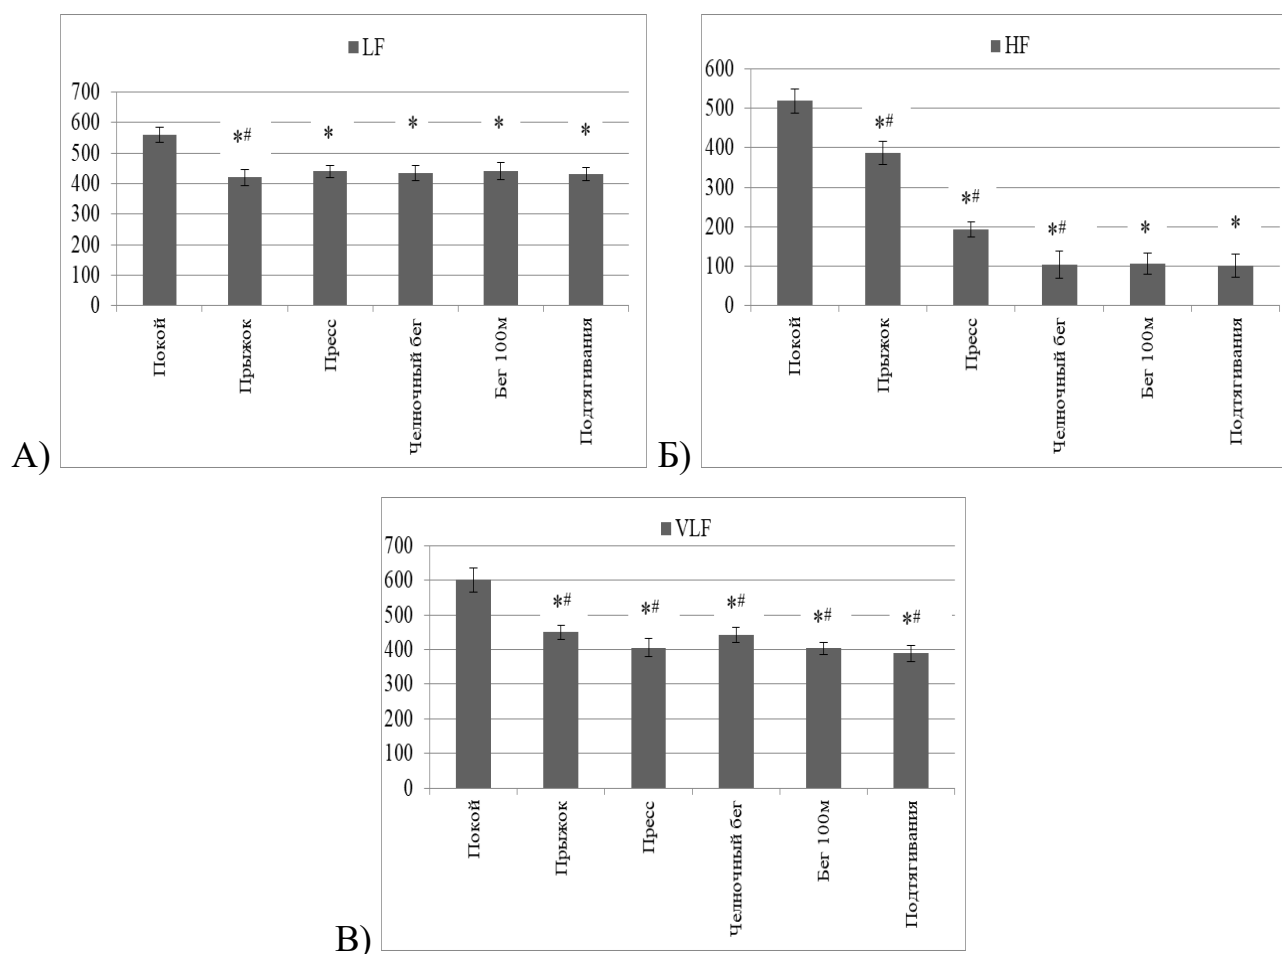 LF
700
600
500
400
300
200
100
0
*# * * * *
Покой
Прыжок
Пресс
Челночный бег
Бег 100м
Подтягивания
А)
HF
600
500
400
300
200
100
0
*# *# *# * *
Покой
Прыжок
Пресс
Челночный бег
Бег 100м
Подтягивания
Б)
VLF
700
600
500
400
300
200
100
0
*# *# *# *# *#
Покой
Прыжок
Пресс
Челночный бег
Бег 100м
Подтягивания
В)